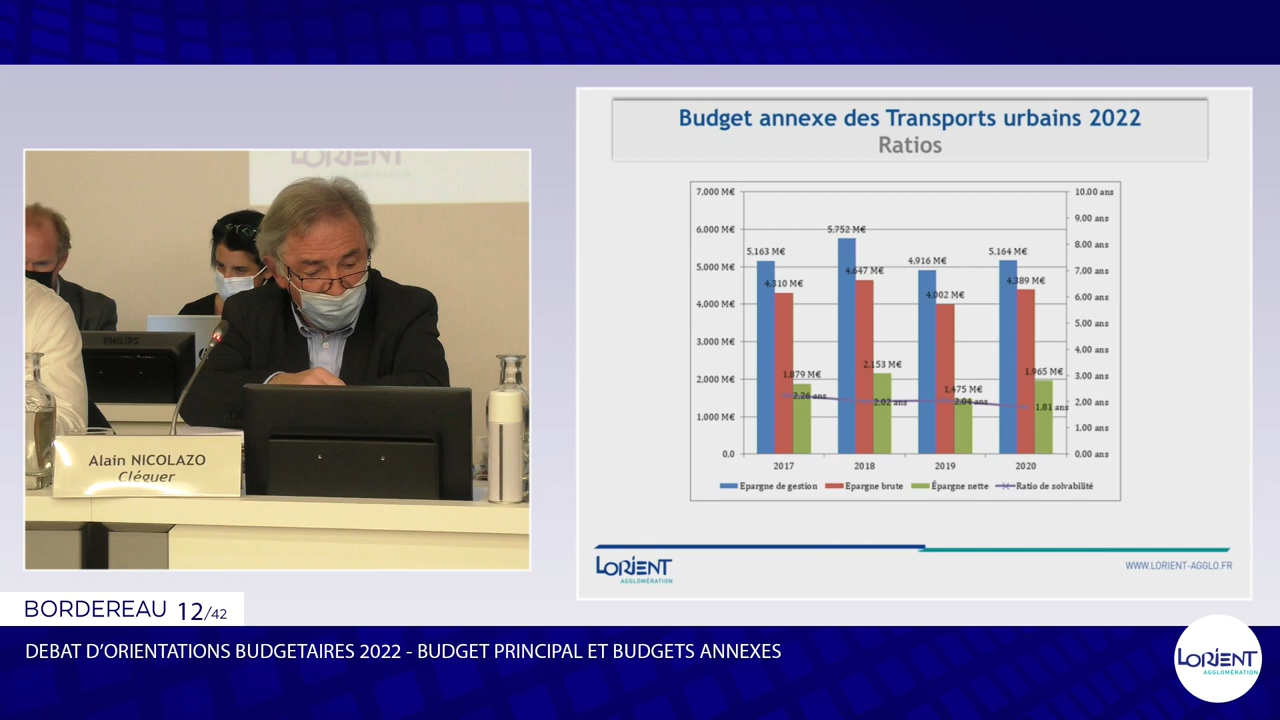 LORIENT
AGGLOMÉRATION
PHILIPS
Alain NICOLAZO
Cléguer
Budget annexe des Transports urbains 2022
Ratios
7,000 M€
6.000 M€
5,000 M€
4,000 M€
3,000 M€
2,000 M€
1,000 M€
0.0
10.00 ans
9.00 ans
8.00 ans
7.00 ans
6.00 ans
5.00 ans
4.00 ans
3.00 ans
2.00 ans
1.00 ans
0.00 ans
5.163 M€
4.310 M€
1.879 M€
2.26 ans
5.752 M€
4.647 M€
2.153 M€
2.02 ans
4.916 M€
4.002 M€
1.475 M€
2.04 ans
5.164 M€
4.389 M€
1.965 M€
1.81 ans
2017 2018 2019 2020
Epargne de gestion Epargne brute Épargne nette Ratio de solvabilité
LORIENT
AGGLOMÉRATION
WWW.LORIENT-AGGLO.FR
BORDEREAU 12/42
DEBAT D'ORIENTATIONS BUDGETAIRES 2022 - BUDGET PRINCIPAL ET BUDGETS ANNEXES
LORIENT
AGGLOMÉRATION